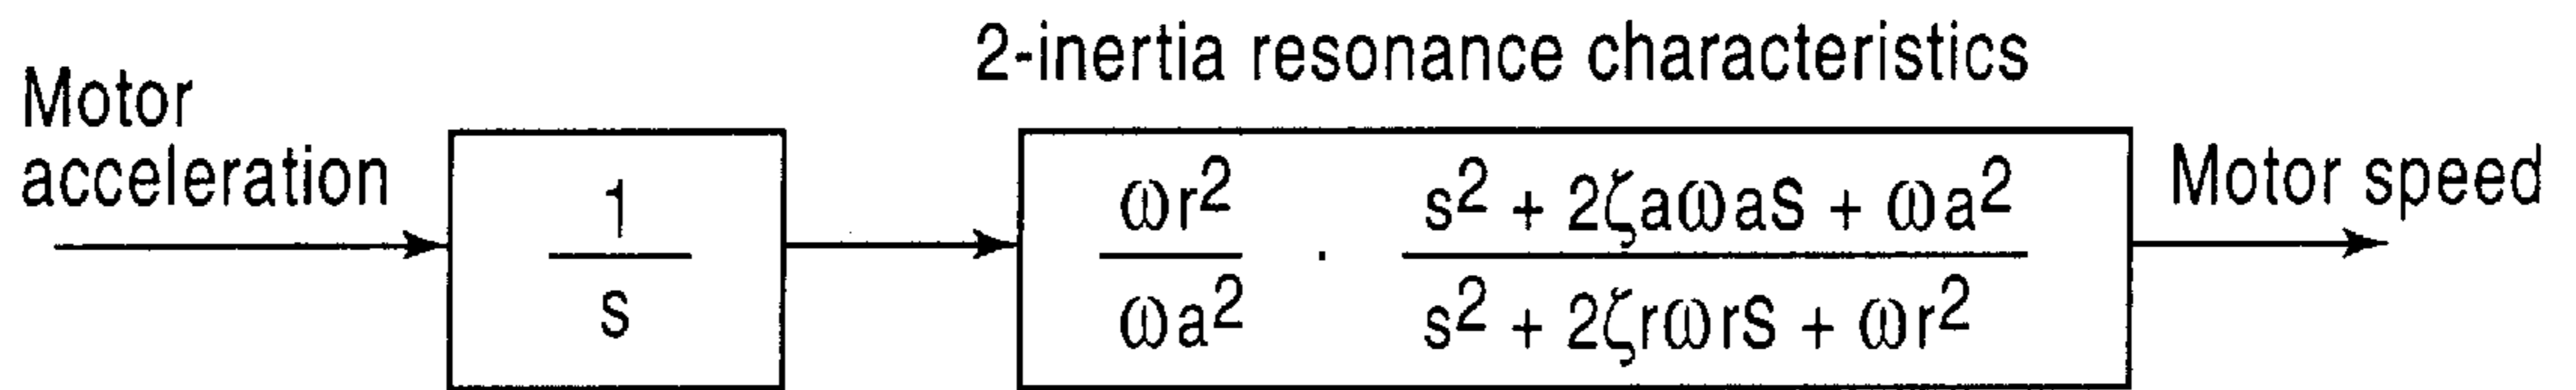 2-inertia resonance characteristics
Motor
acceleration
1
s
ωr²
ωa²
·
s² + 2ζaωaS + ωa²
s² + 2ζrωrS + ωr²
Motor speed